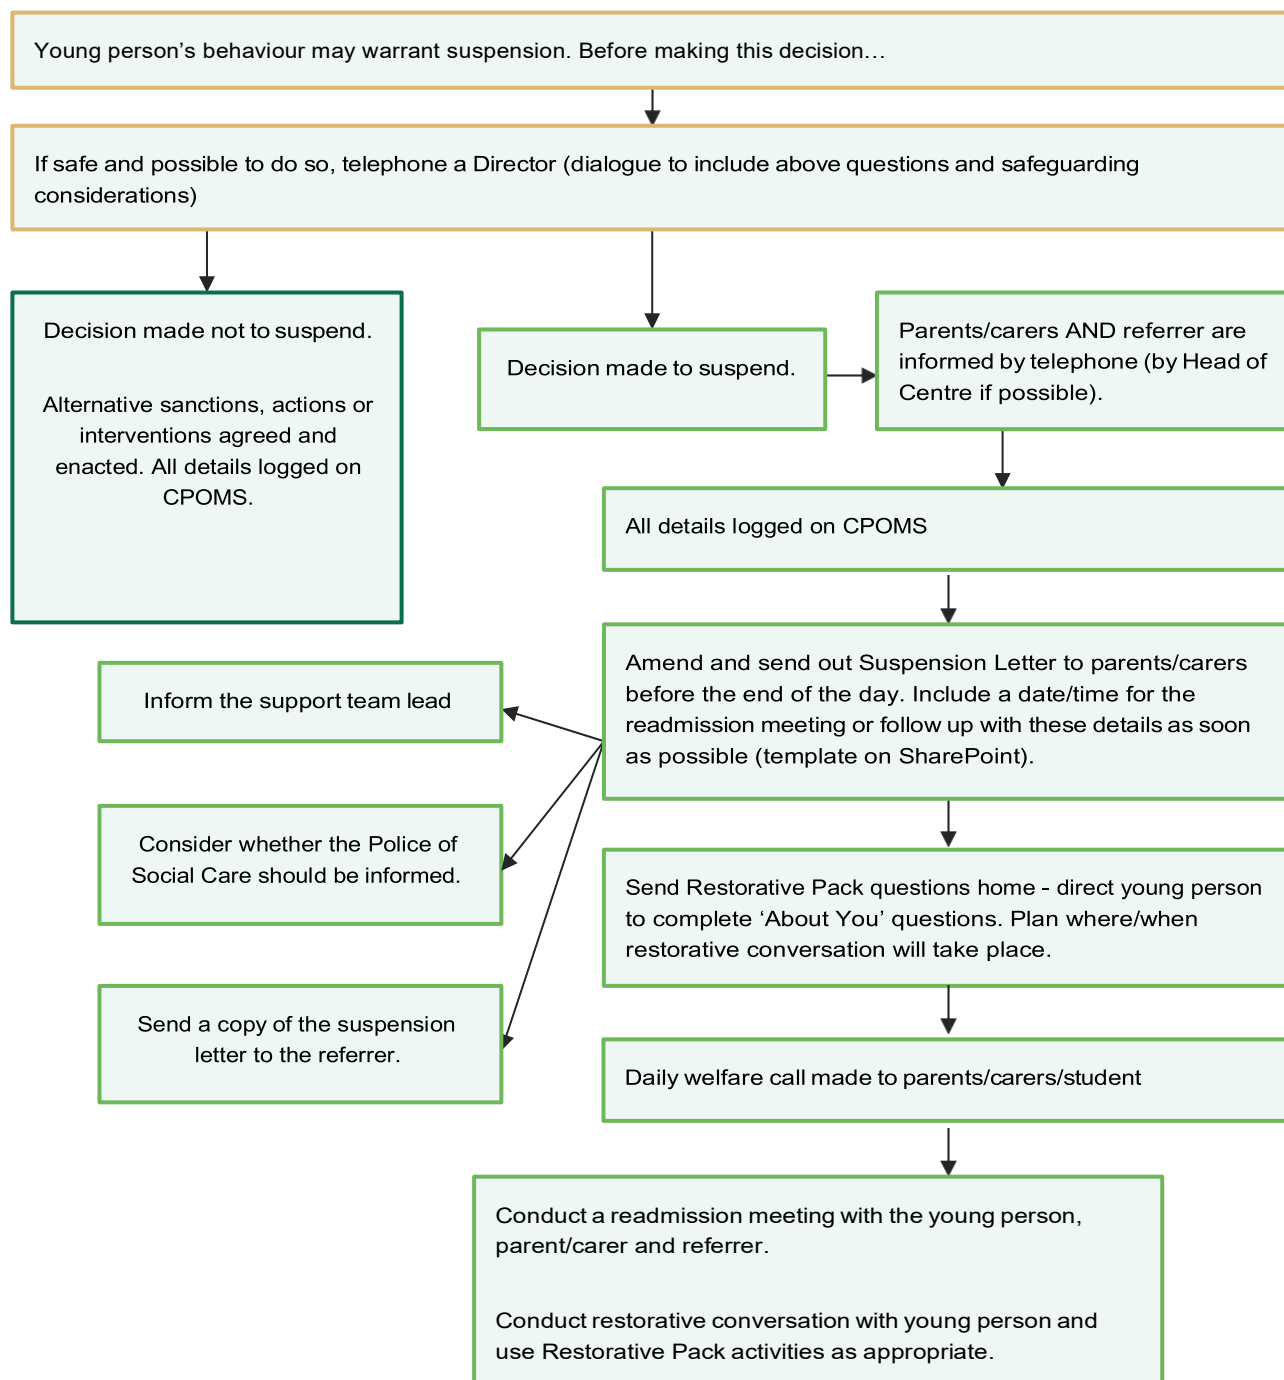 Young person’s behaviour may warrant suspension. Before making this decision…
If safe and possible to do so, telephone a Director (dialogue to include above questions and safeguarding
considerations)
Decision made not to suspend.
Alternative sanctions, actions or
interventions agreed and
enacted. All details logged on
CPOMS.
Decision made to suspend.
Parents/carers AND referrer are
informed by telephone (by Head of
Centre if possible).
All details logged on CPOMS
Amend and send out Suspension Letter to parents/carers
before the end of the day. Include a date/time for the
readmission meeting or follow up with these details as soon
as possible (template on SharePoint).
Inform the support team lead
Consider whether the Police of
Social Care should be informed.
Send a copy of the suspension
letter to the referrer.
Send Restorative Pack questions home - direct young person
to complete ‘About You’ questions. Plan where/when
restorative conversation will take place.
Daily welfare call made to parents/carers/student
Conduct a readmission meeting with the young person,
parent/carer and referrer.
Conduct restorative conversation with young person and
use Restorative Pack activities as appropriate.